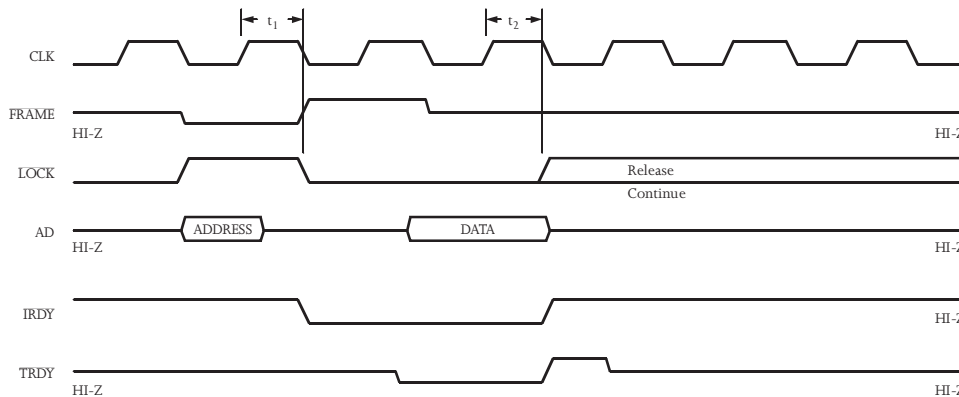 t₁
t₂
CLK
FRAME
HI-Z
HI-Z
LOCK
Release
Continue
AD
ADDRESS
DATA
HI-Z
HI-Z
IRDY
HI-Z
TRDY
HI-Z
HI-Z